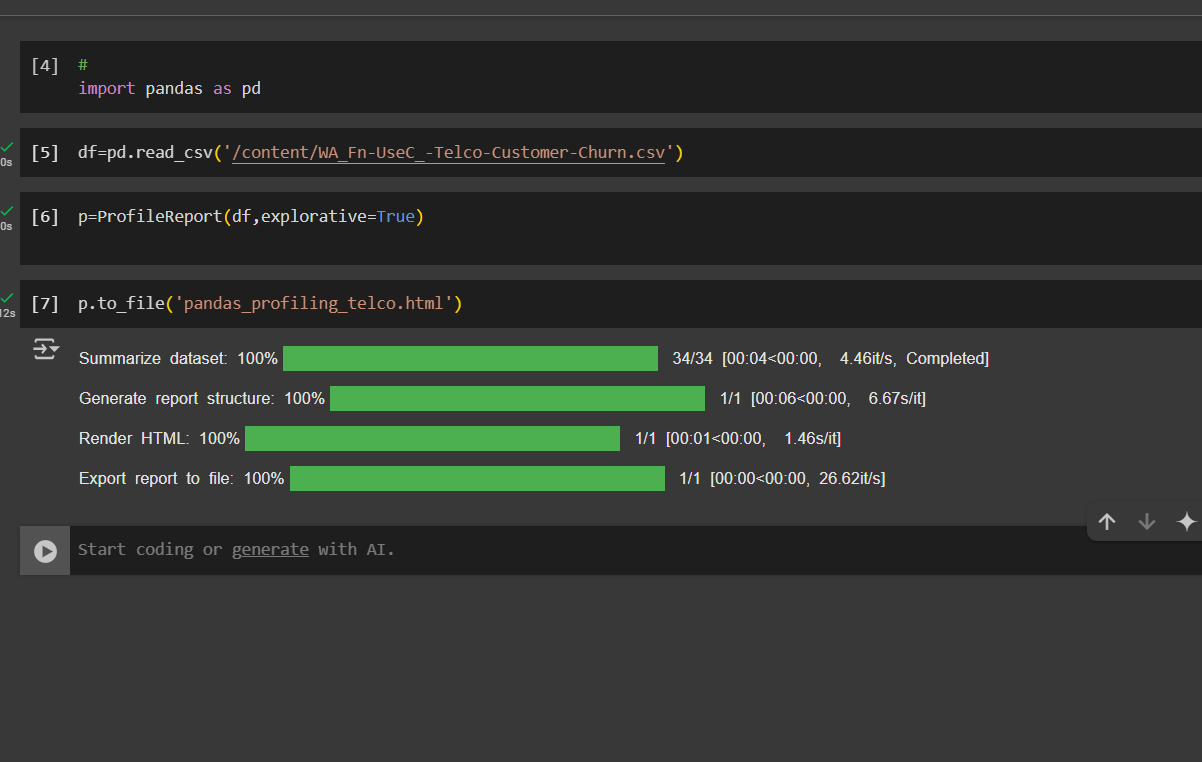 [4] #
import pandas as pd
[5] df=pd.read_csv('/content/WA_Fn-UseC_-Telco-Customer-Churn.csv')
0s
[6] p=ProfileReport(df,explorative=True)
0s
[7] p.to_file('pandas_profiling_telco.html')
12s
Summarize dataset: 100% 34/34 [00:04<00:00, 4.46it/s, Completed]
Generate report structure: 100% 1/1 [00:06<00:00, 6.67s/it]
Render HTML: 100% 1/1 [00:01<00:00, 1.46s/it]
Export report to file: 100% 1/1 [00:00<00:00, 26.62it/s]
Start coding or generate with AI.